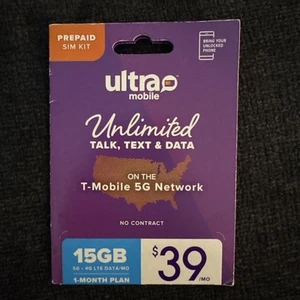 PREPAID
SIM KIT
BRING YOUR
UNLOCKED
PHONE
ultra
mobile
Unlimited
TALK, TEXT & DATA
ON THE
T-Mobile 5G Network
NO CONTRACT
15GB
5G • 4G LTE DATA/MO
1-MONTH PLAN
$39/MO